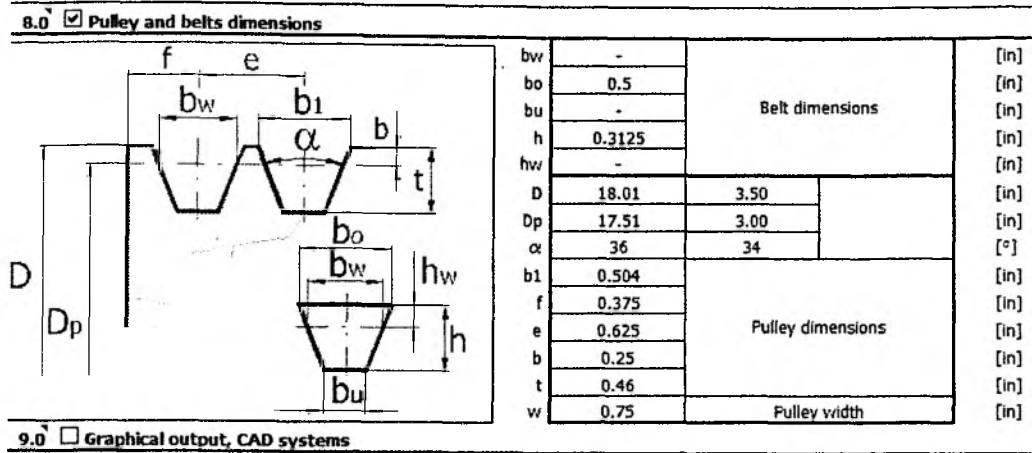 8.0 ☑ Pulley and belts dimensions
f e
bw b1 b
α
t
bo
D bw hw
Dp h
bu
bw - [in]
bo 0.5 [in]
bu - Belt dimensions [in]
h 0.3125 [in]
hw - [in]
D 18.01 3.50 [in]
Dp 17.51 3.00 [in]
α 36 34 [°]
b1 0.504 [in]
f 0.375 [in]
e 0.625 Pulley dimensions [in]
b 0.25 [in]
t 0.46 [in]
w 0.75 Pulley width [in]
9.0 ☐ Graphical output, CAD systems